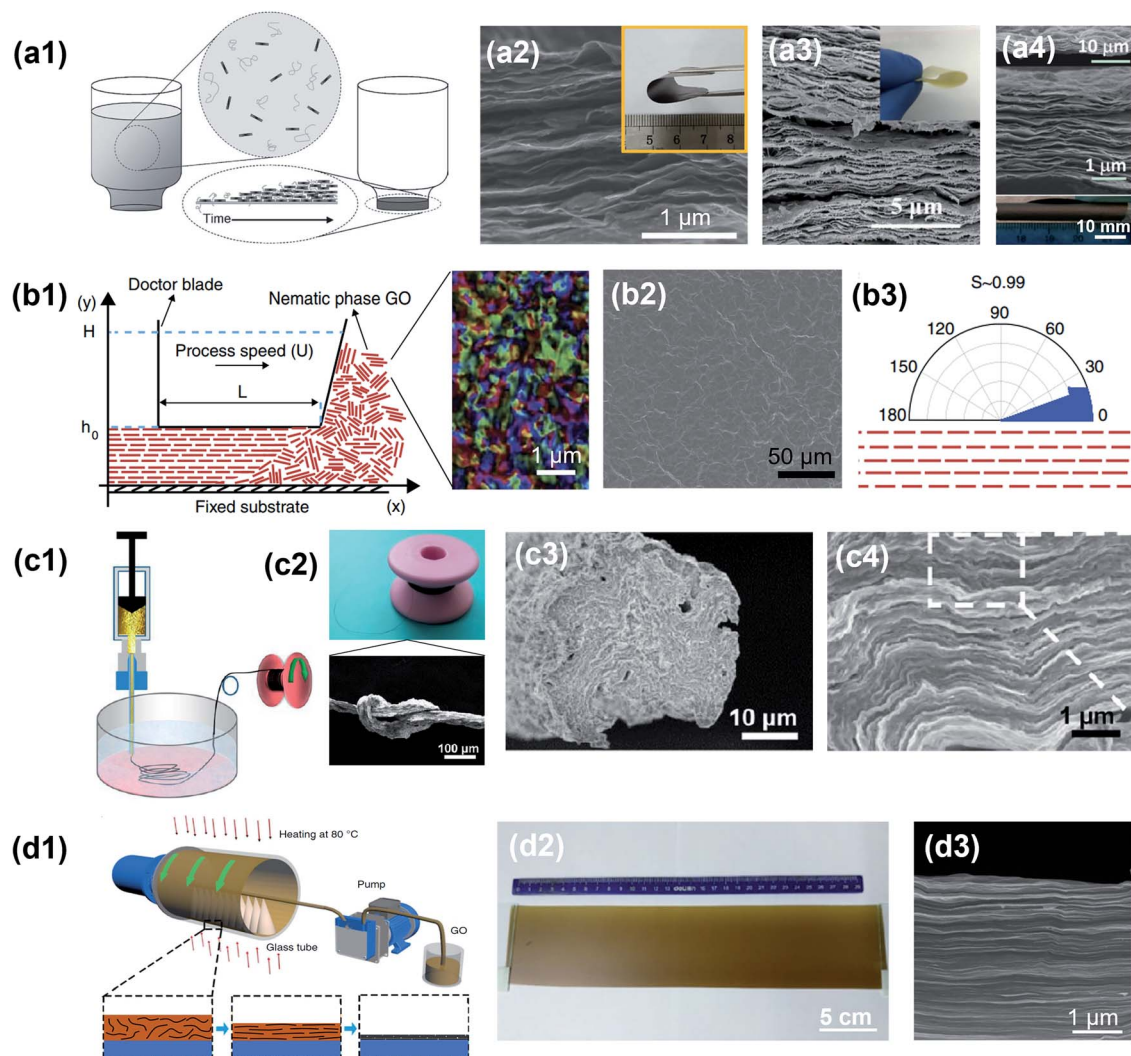 (a1)
Time
(a2)
5 6 7 8
1 μm
(a3)
5 μm
(a4)
10 μm
1 μm
10 mm
(b1)
(y)
Doctor blade
Nematic phase GO
H
Process speed (U)
L
h0
Fixed substrate
(x)
1 μm
(b2)
50 μm
(b3)
S~0.99
90
120
60
150
30
180
0
(c1)
(c2)
100 μm
(c3)
10 μm
(c4)
1 μm
(d1)
Heating at 80 °C
Pump
Glass tube
GO
(d2)
5 cm
(d3)
1 μm